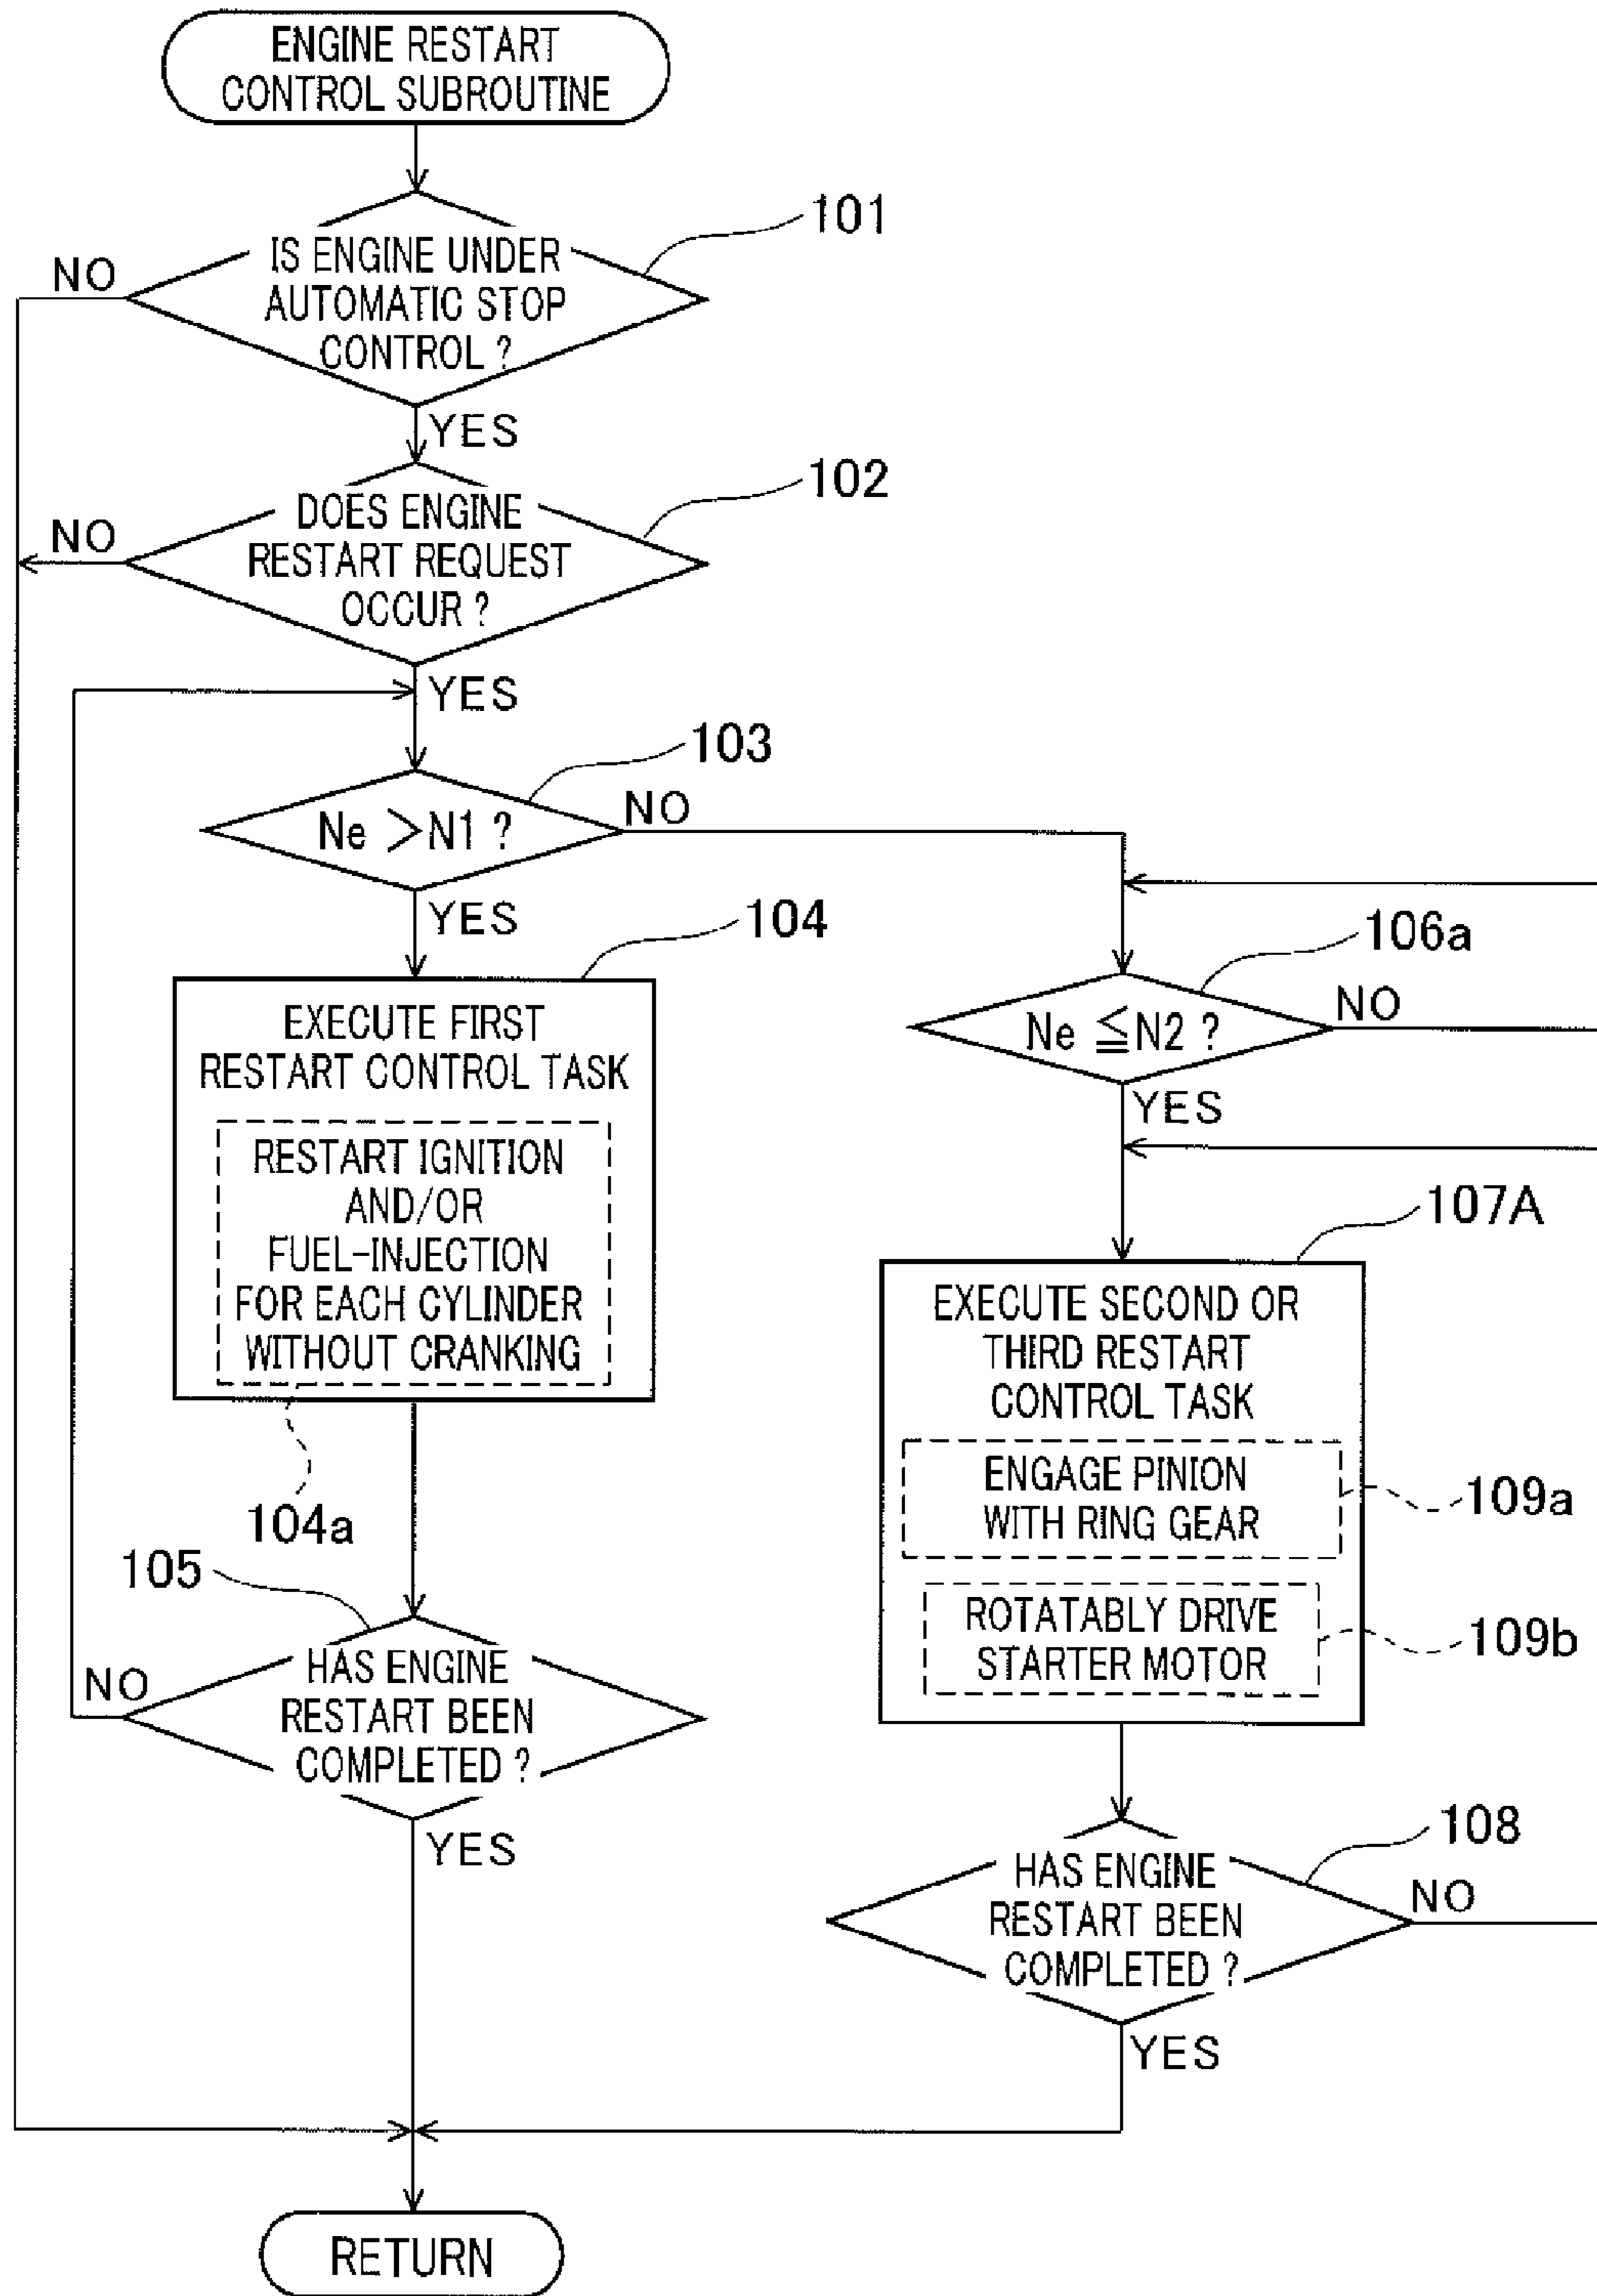 ENGINE RESTART
CONTROL SUBROUTINE
101
IS ENGINE UNDER
AUTOMATIC STOP
CONTROL ?
NO
YES
102
DOES ENGINE
RESTART REQUEST
OCCUR ?
NO
YES
103
Ne >N1 ?
NO
YES
104
EXECUTE FIRST
RESTART CONTROL TASK
RESTART IGNITION
AND/OR
FUEL-INJECTION
FOR EACH CYLINDER
WITHOUT CRANKING
104a
105
HAS ENGINE
RESTART BEEN
COMPLETED ?
NO
YES
106a
Ne ≦N2 ?
NO
YES
107A
EXECUTE SECOND OR
THIRD RESTART
CONTROL TASK
ENGAGE PINION
WITH RING GEAR
109a
ROTATABLY DRIVE
STARTER MOTOR
109b
108
HAS ENGINE
RESTART BEEN
COMPLETED ?
NO
YES
RETURN